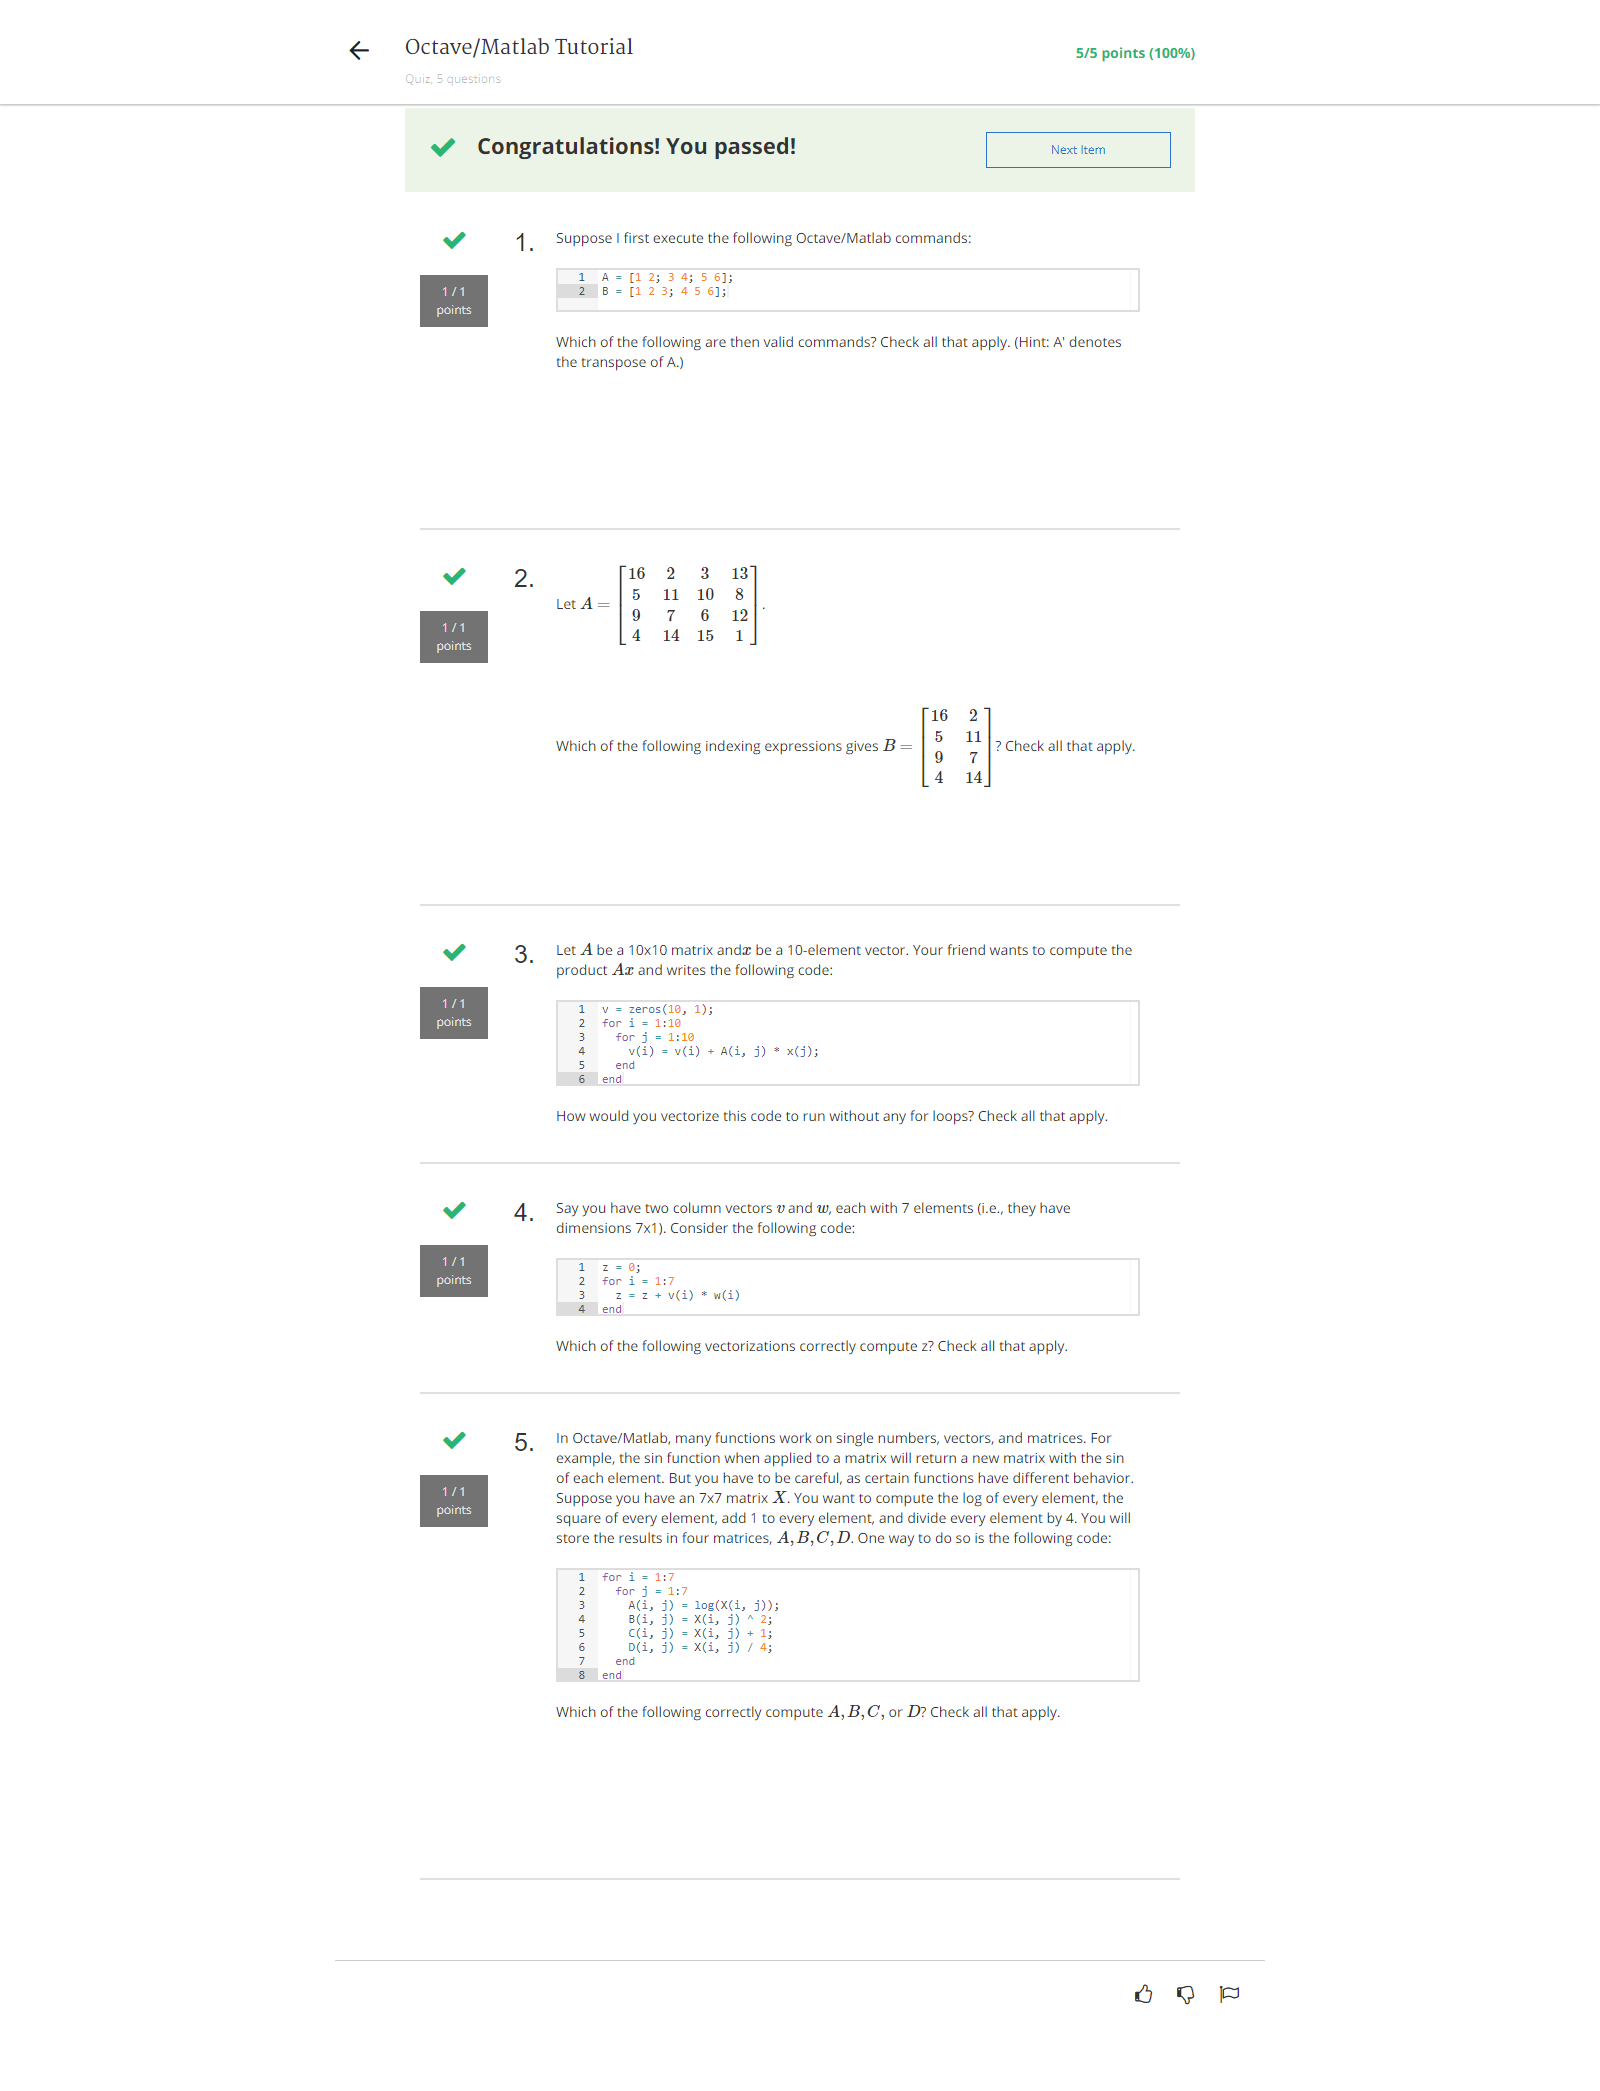 Octave/Matlab Tutorial
Quiz, 5 questions
5/5 points (100%)
Congratulations! You passed!
Next Item
1 / 1
points
1.
Suppose I first execute the following Octave/Matlab commands:
1 A = [1 2; 3 4; 5 6];
2 B = [1 2 3; 4 5 6];
Which of the following are then valid commands? Check all that apply. (Hint: A' denotes
the transpose of A.)
1 / 1
points
2.
Let A =
16 2 3 13
5 11 10 8
9 7 6 12
4 14 15 1
.
Which of the following indexing expressions gives B =
16 2
5 11
9 7
4 14
? Check all that apply.
1 / 1
points
3.
Let A be a 10x10 matrix andx be a 10-element vector. Your friend wants to compute the
product Ax and writes the following code:
1 v = zeros(10, 1);
2 for i = 1:10
3 for j = 1:10
4 v(i) = v(i) + A(i, j) * x(j);
5 end
6 end
How would you vectorize this code to run without any for loops? Check all that apply.
1 / 1
points
4.
Say you have two column vectors v and w, each with 7 elements (i.e., they have
dimensions 7x1). Consider the following code:
1 z = 0;
2 for i = 1:7
3 z = z + v(i) * w(i)
4 end
Which of the following vectorizations correctly compute z? Check all that apply.
1 / 1
points
5.
In Octave/Matlab, many functions work on single numbers, vectors, and matrices. For
example, the sin function when applied to a matrix will return a new matrix with the sin
of each element. But you have to be careful, as certain functions have different behavior.
Suppose you have an 7x7 matrix X. You want to compute the log of every element, the
square of every element, add 1 to every element, and divide every element by 4. You will
store the results in four matrices, A, B, C, D. One way to do so is the following code:
1 for i = 1:7
2 for j = 1:7
3 A(i, j) = log(X(i, j));
4 B(i, j) = X(i, j) ^ 2;
5 C(i, j) = X(i, j) + 1;
6 D(i, j) = X(i, j) / 4;
7 end
8 end
Which of the following correctly compute A, B, C, or D? Check all that apply.